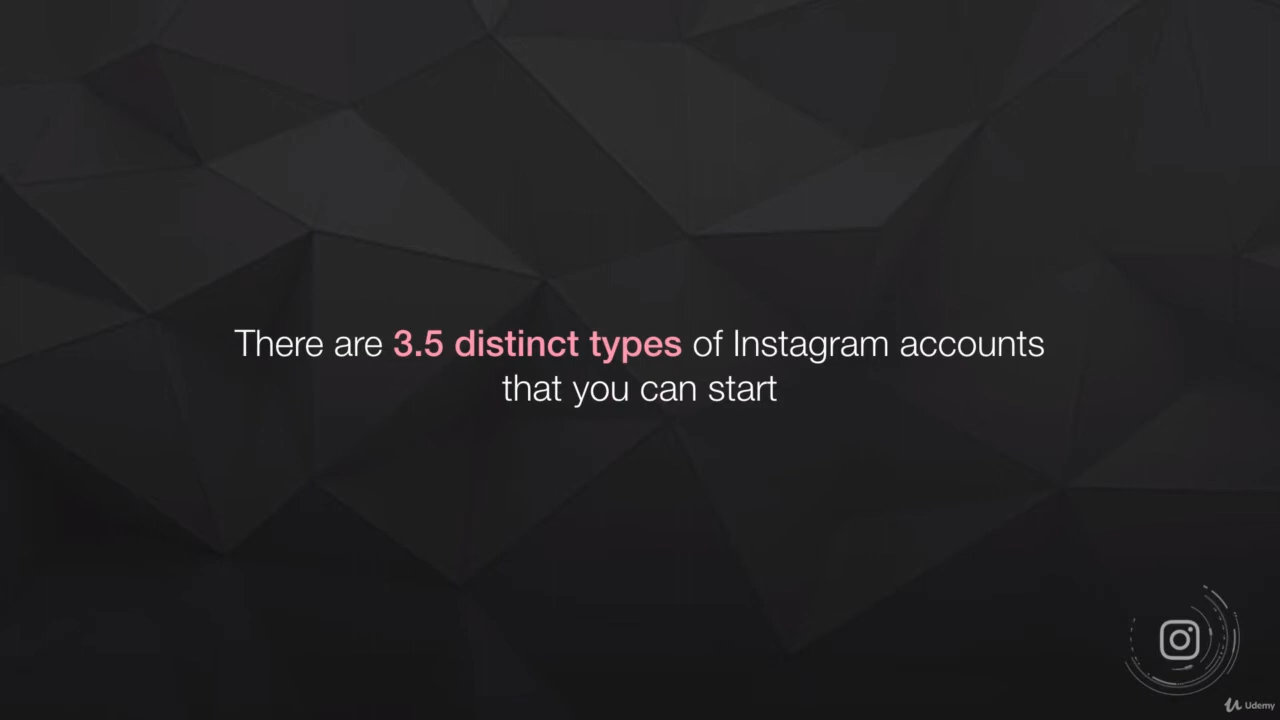 There are 3.5 distinct types of Instagram accounts
that you can start
Udemy